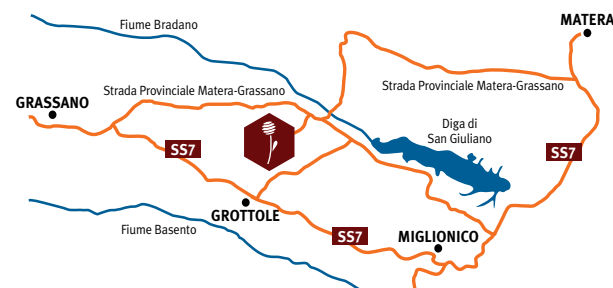 Fiume Bradano
MATERA
Strada Provinciale Matera-Grassano
Strada Provinciale Matera-Grassano
GRASSANO
Diga di
San Giuliano
SS7
SS7
GROTTOLE
Fiume Basento
SS7
MIGLIONICO